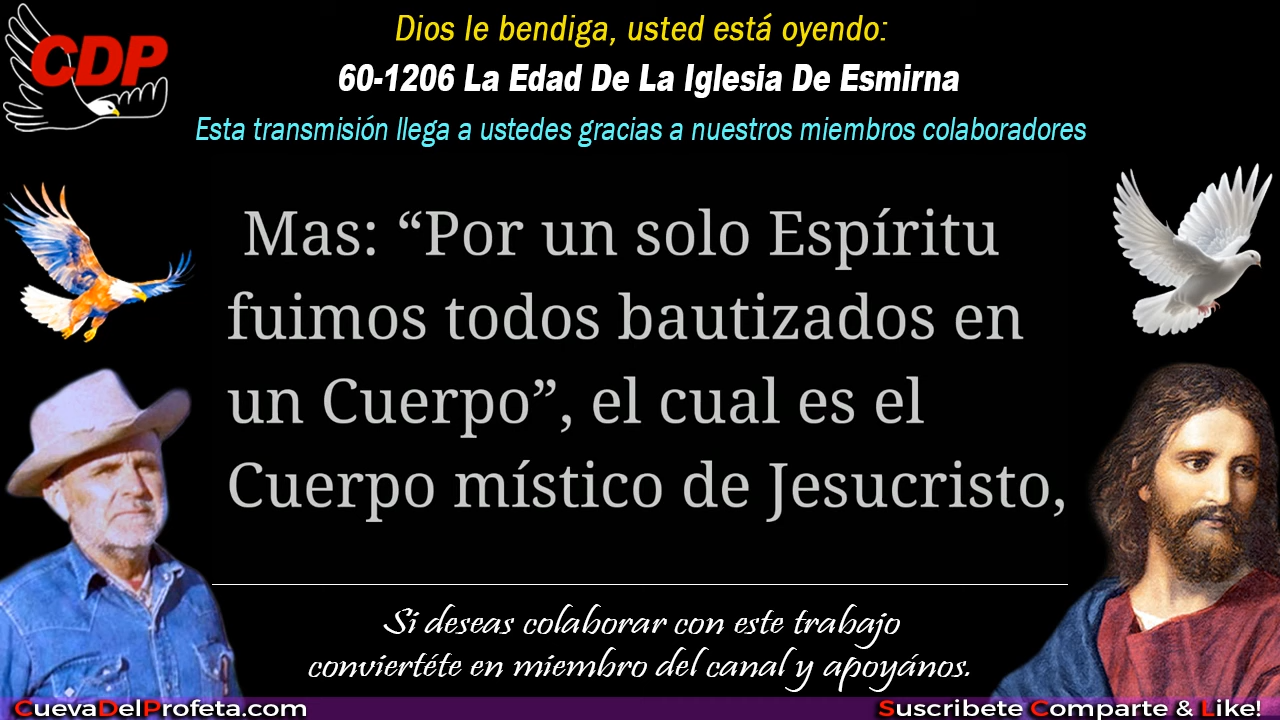 CDP
Dios le bendiga, usted está oyendo:
60-1206 La Edad De La Iglesia De Esmirna
Esta transmisión llega a ustedes gracias a nuestros miembros colaboradores
Mas: “Por un solo Espíritu
fuimos todos bautizados en
un Cuerpo”, el cual es el
Cuerpo místico de Jesucristo,
Si deseas colaborar con este trabajo
conviertéte en miembro del canal y apoyános.
CuevaDelProfeta.com
Suscribete Comparte & Like!